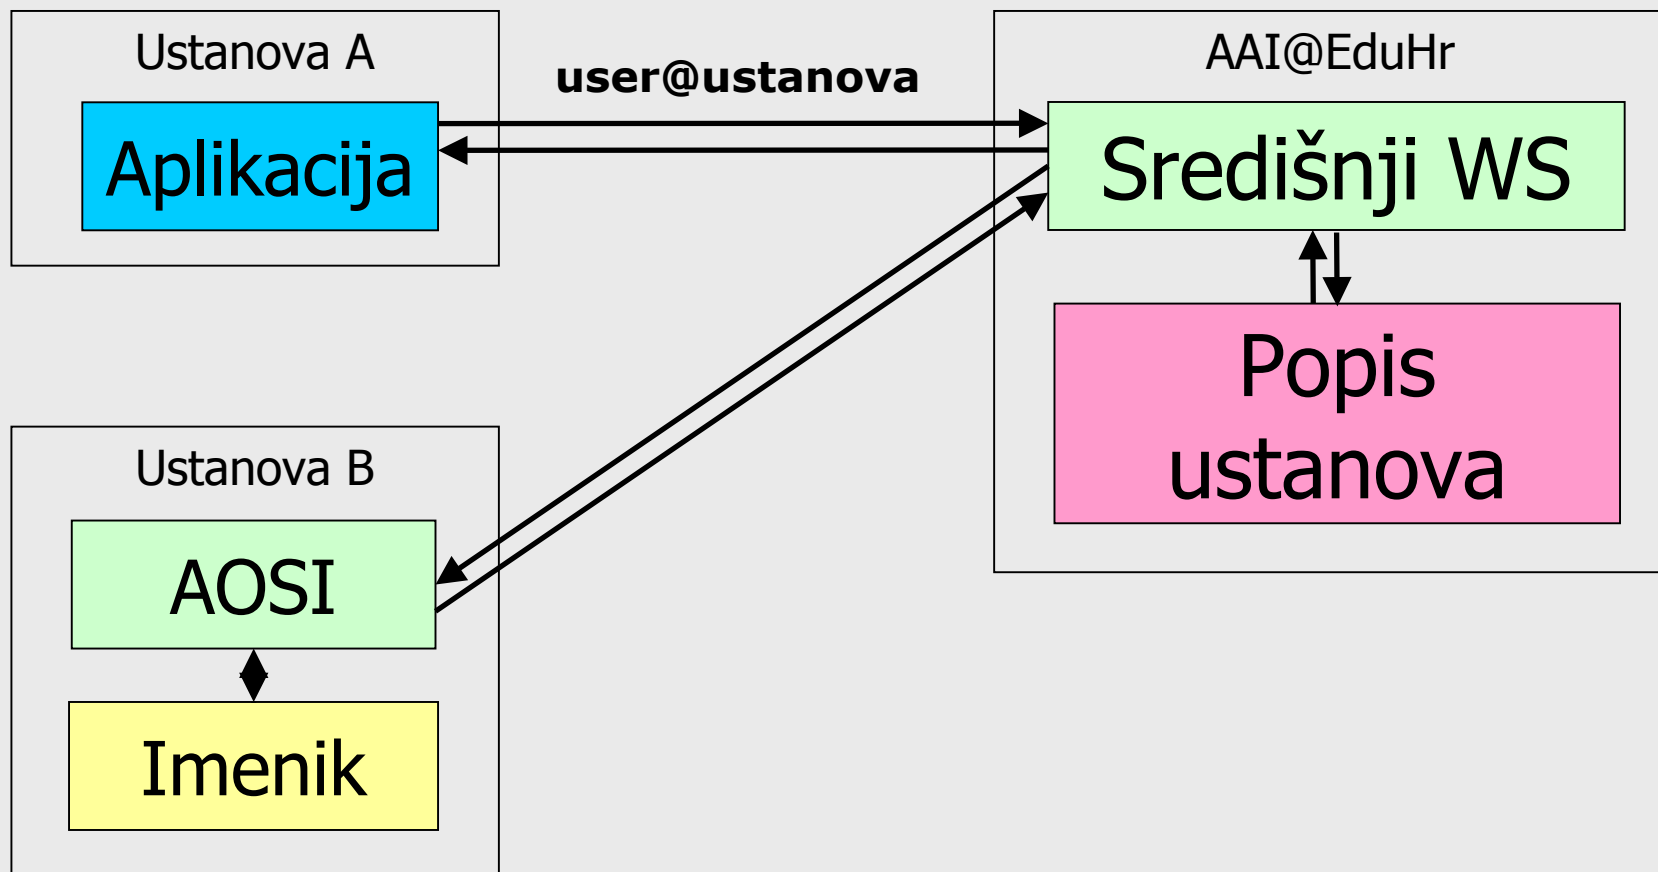 Ustanova A
Aplikacija
user@ustanova
AAI@EduHr
Središnji WS
Popis
ustanova
Ustanova B
AOSI
Imenik